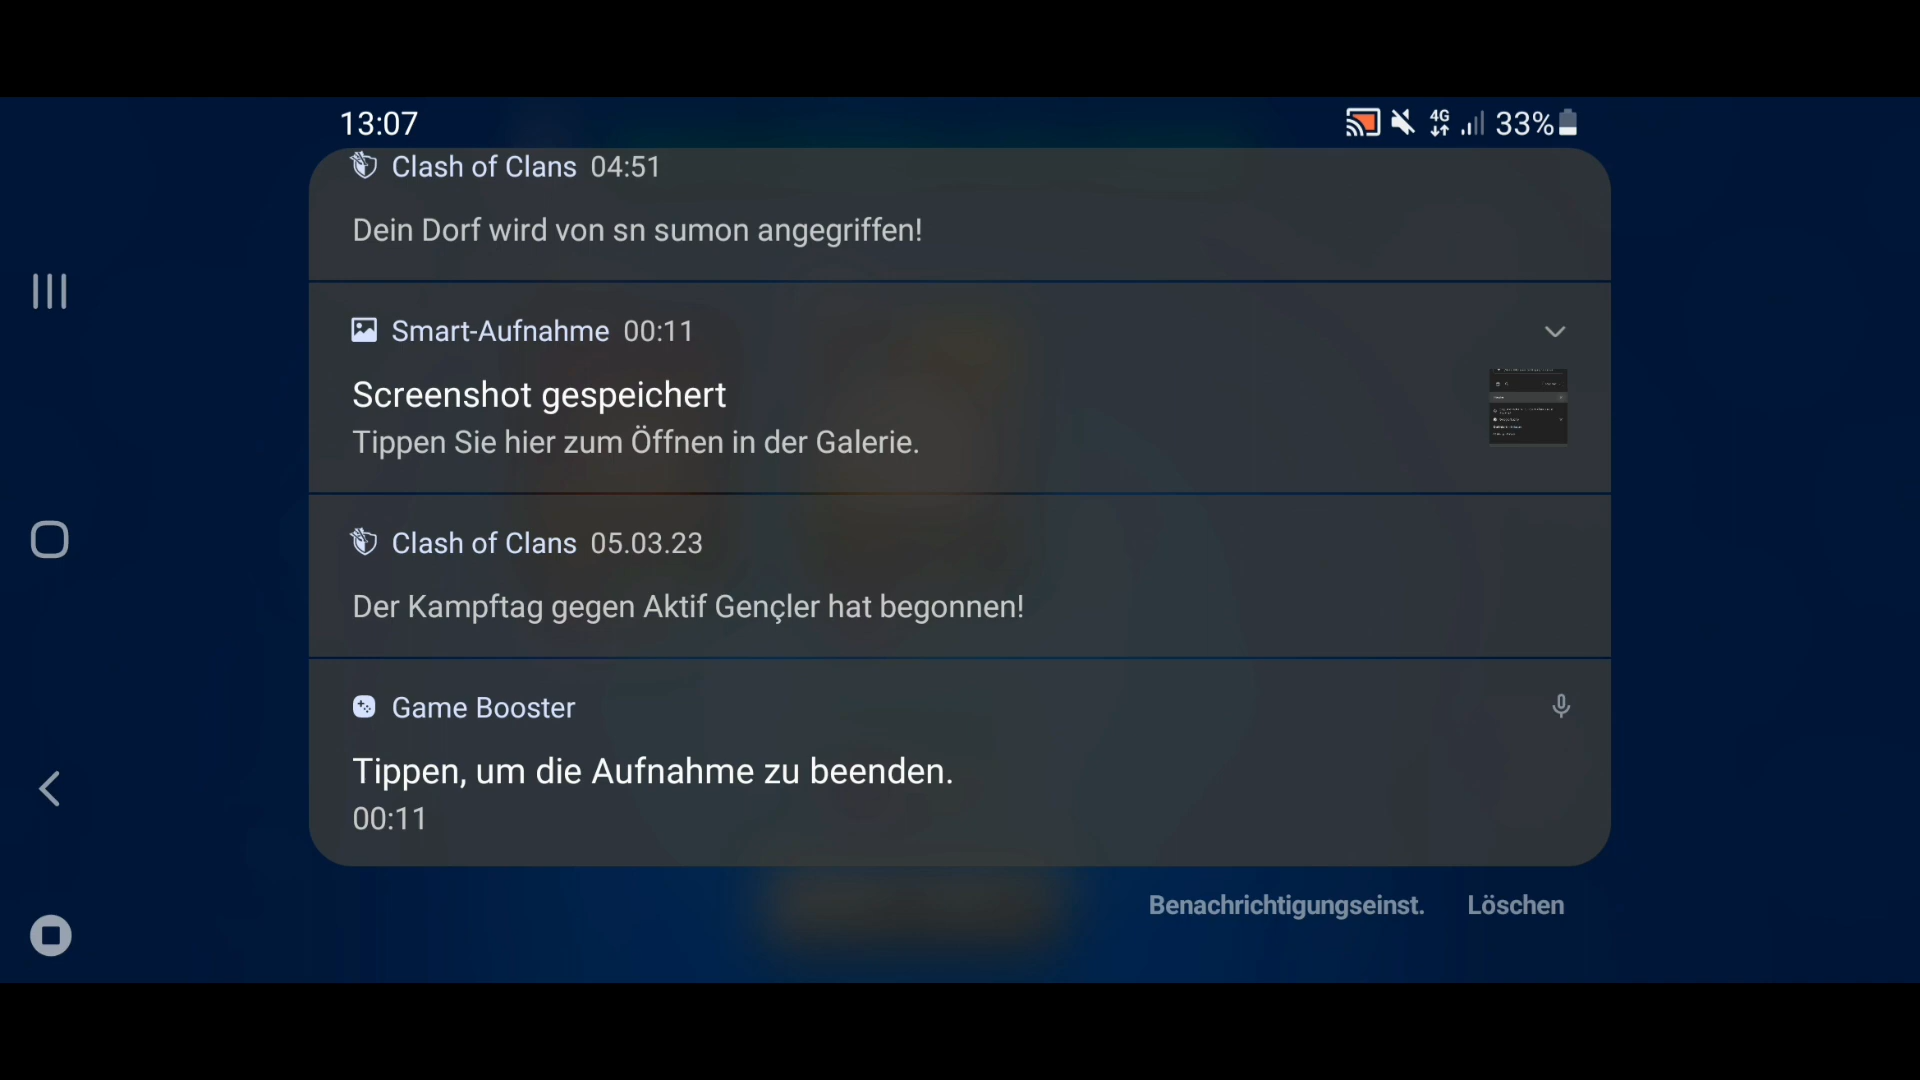 13:07
4G
33%
Clash of Clans 04:51
Dein Dorf wird von sn sumon angegriffen!
Smart-Aufnahme 00:11
Screenshot gespeichert
Tippen Sie hier zum Öffnen in der Galerie.
Clash of Clans 05.03.23
Der Kampftag gegen Aktif Gençler hat begonnen!
Game Booster
Tippen, um die Aufnahme zu beenden.
00:11
Benachrichtigungseinst. Löschen